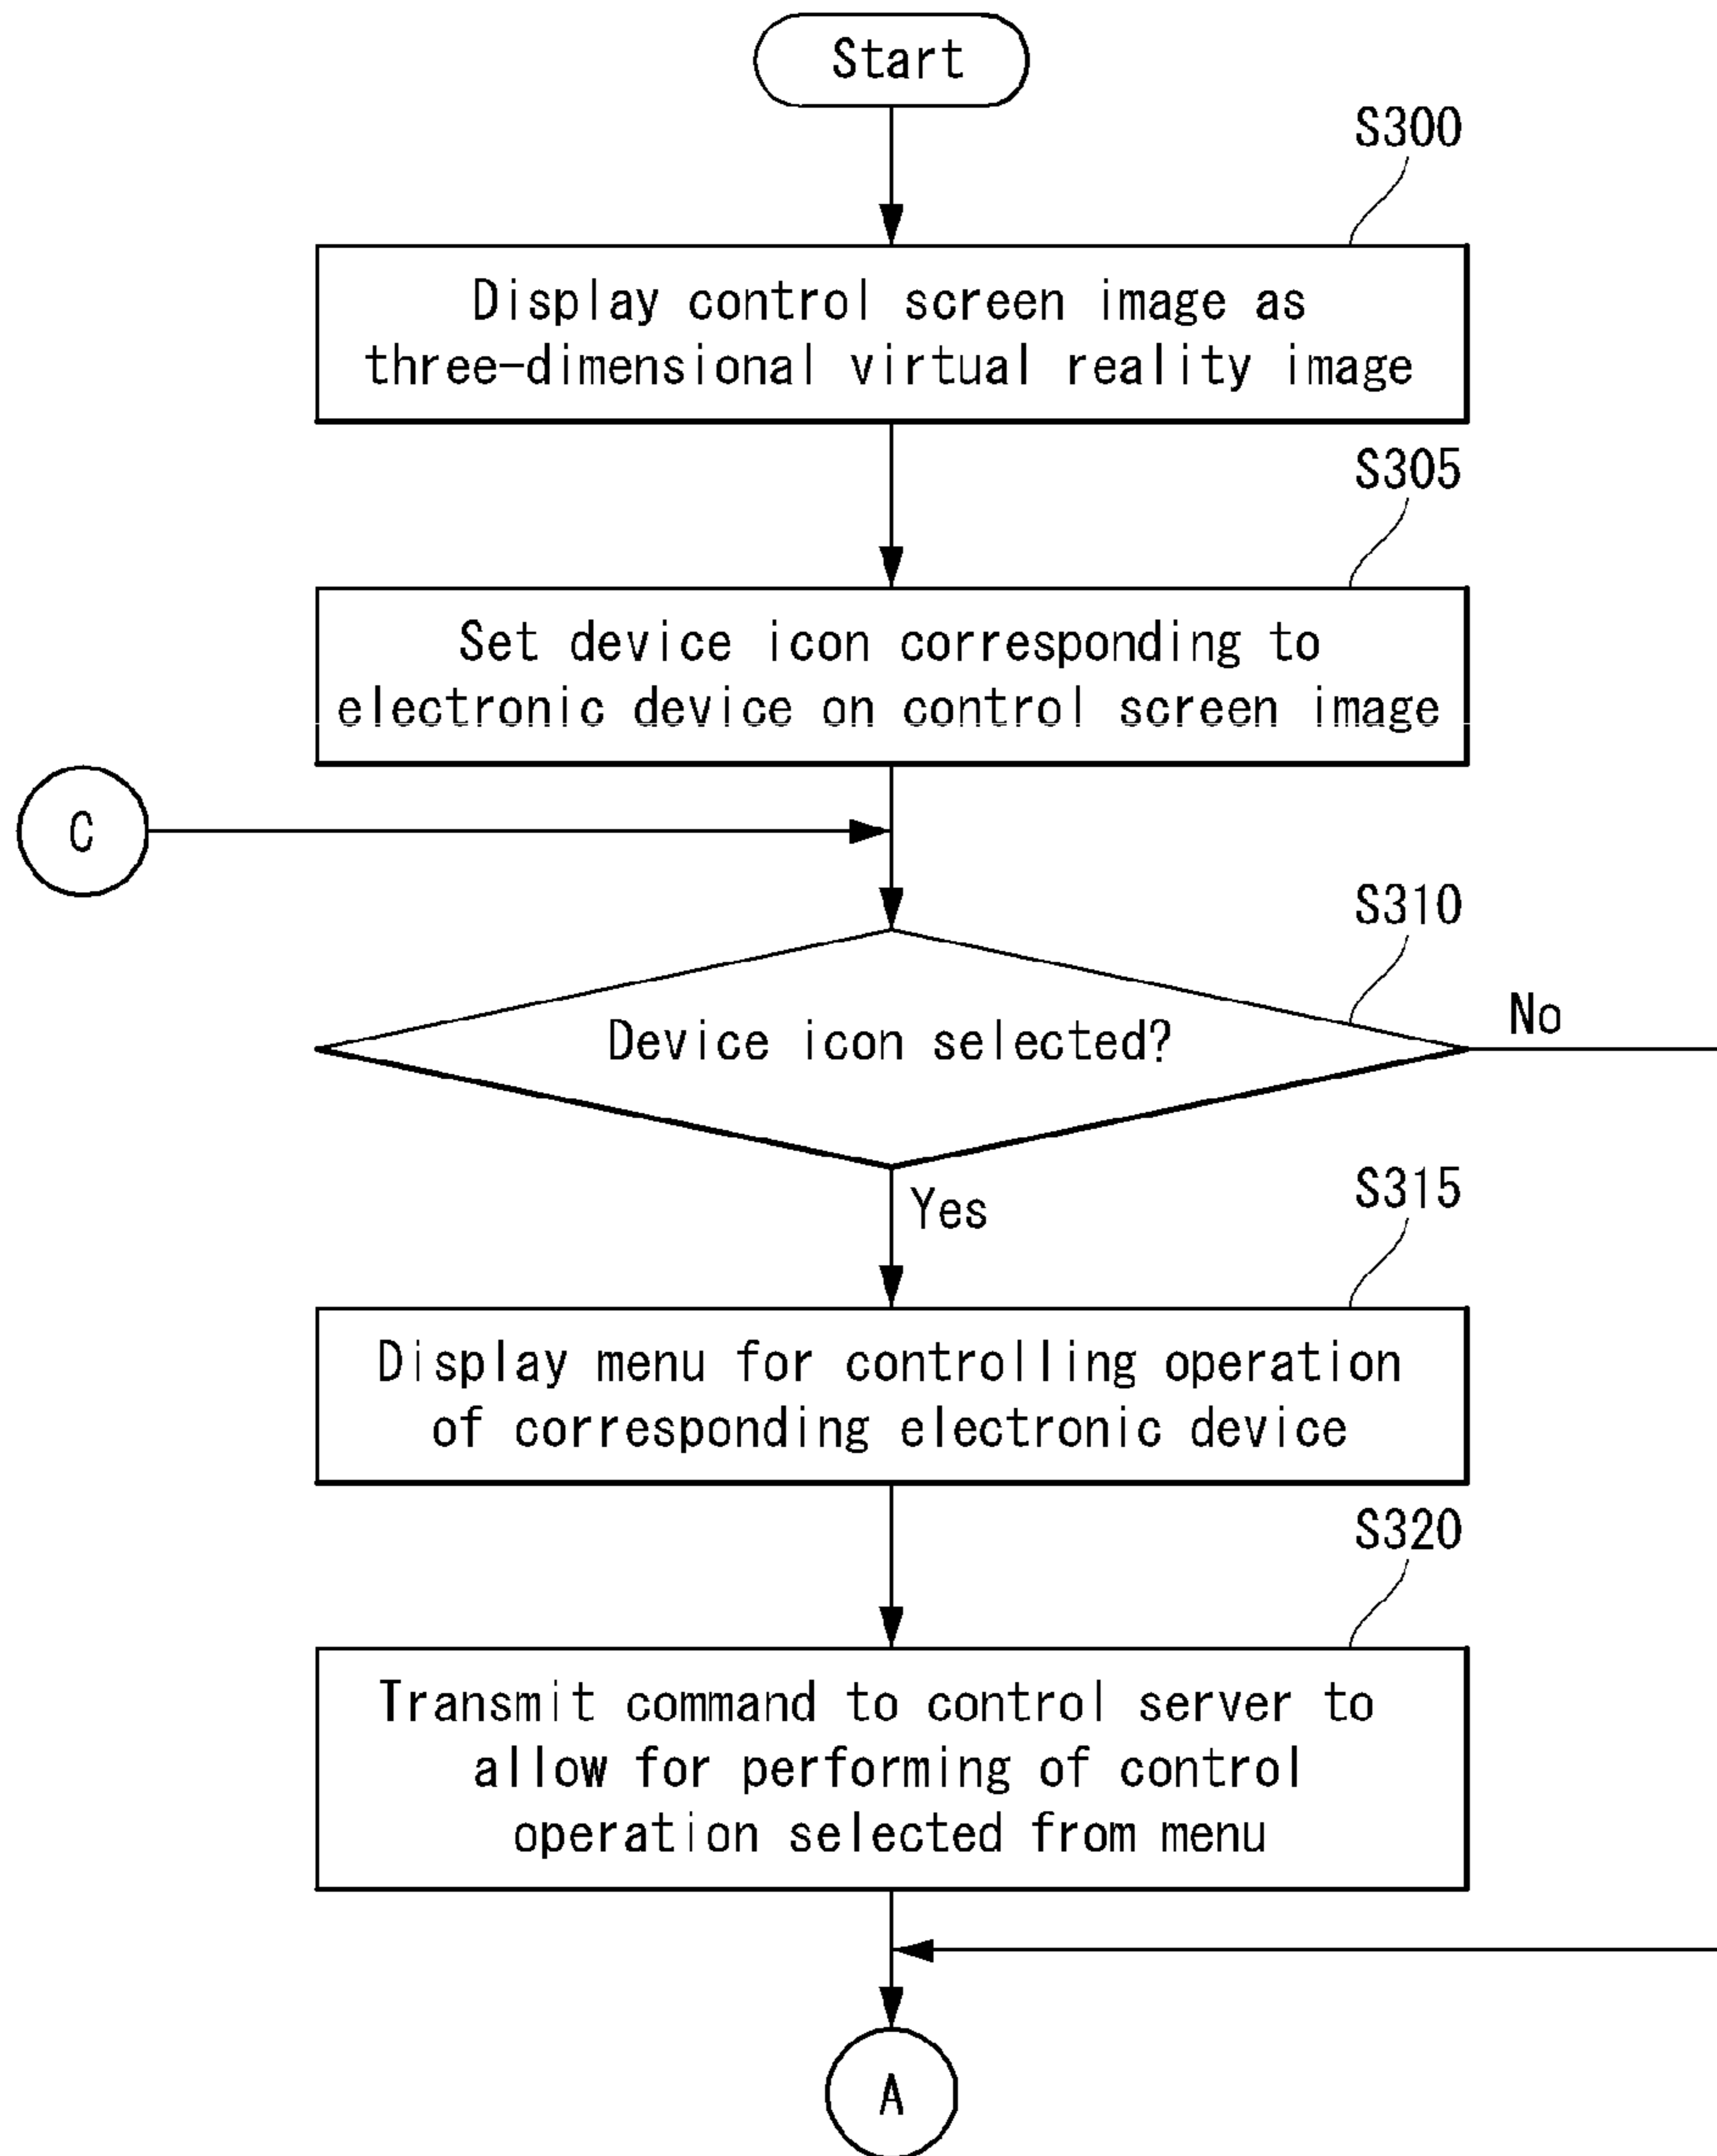 Start
S300
Display control screen image as
three-dimensional virtual reality image
S305
Set device icon corresponding to
electronic device on control screen image
C
S310
Device icon selected?
No
Yes
S315
Display menu for controlling operation
of corresponding electronic device
S320
Transmit command to control server to
allow for performing of control
operation selected from menu
A